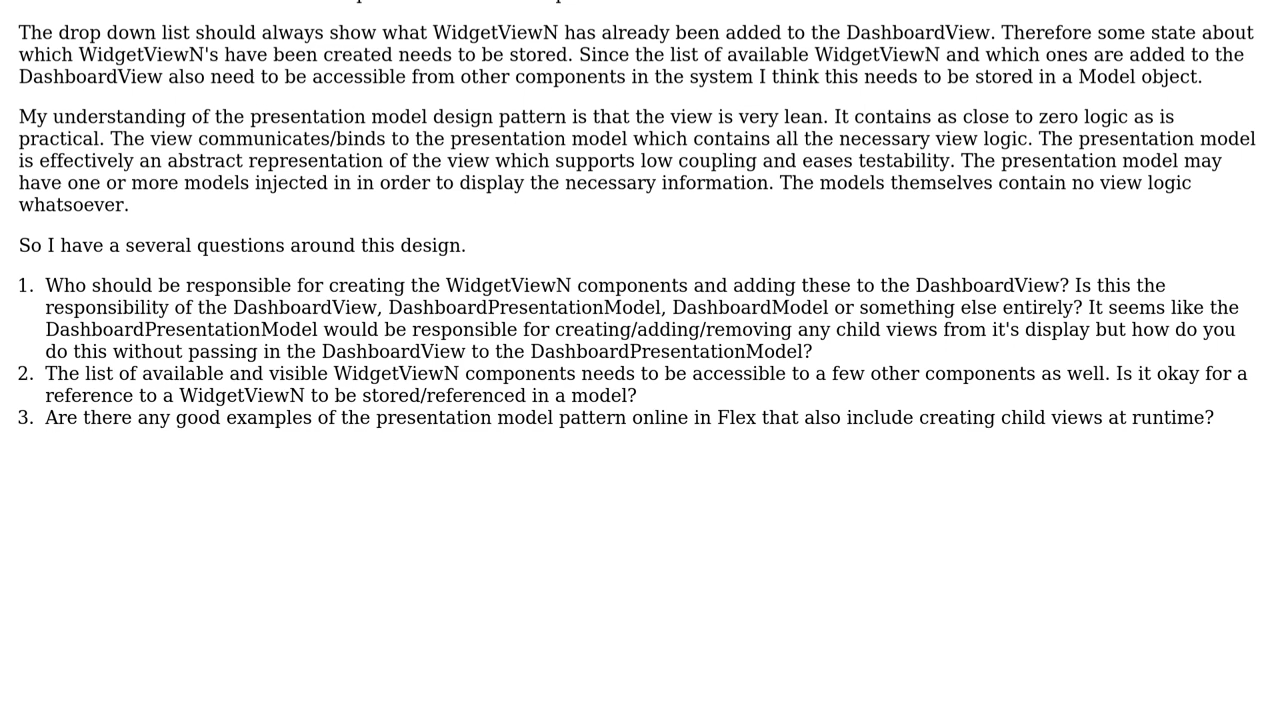 The drop down list should always show what WidgetViewN has already been added to the DashboardView. Therefore some state about
which WidgetViewN's have been created needs to be stored. Since the list of available WidgetViewN and which ones are added to the
DashboardView also need to be accessible from other components in the system I think this needs to be stored in a Model object.
My understanding of the presentation model design pattern is that the view is very lean. It contains as close to zero logic as is
practical. The view communicates/binds to the presentation model which contains all the necessary view logic. The presentation model
is effectively an abstract representation of the view which supports low coupling and eases testability. The presentation model may
have one or more models injected in in order to display the necessary information. The models themselves contain no view logic
whatsoever.
So I have a several questions around this design.
1. Who should be responsible for creating the WidgetViewN components and adding these to the DashboardView? Is this the
responsibility of the DashboardView, DashboardPresentationModel, DashboardModel or something else entirely? It seems like the
DashboardPresentationModel would be responsible for creating/adding/removing any child views from it's display but how do you
do this without passing in the DashboardView to the DashboardPresentationModel?
2. The list of available and visible WidgetViewN components needs to be accessible to a few other components as well. Is it okay for a
reference to a WidgetViewN to be stored/referenced in a model?
3. Are there any good examples of the presentation model pattern online in Flex that also include creating child views at runtime?